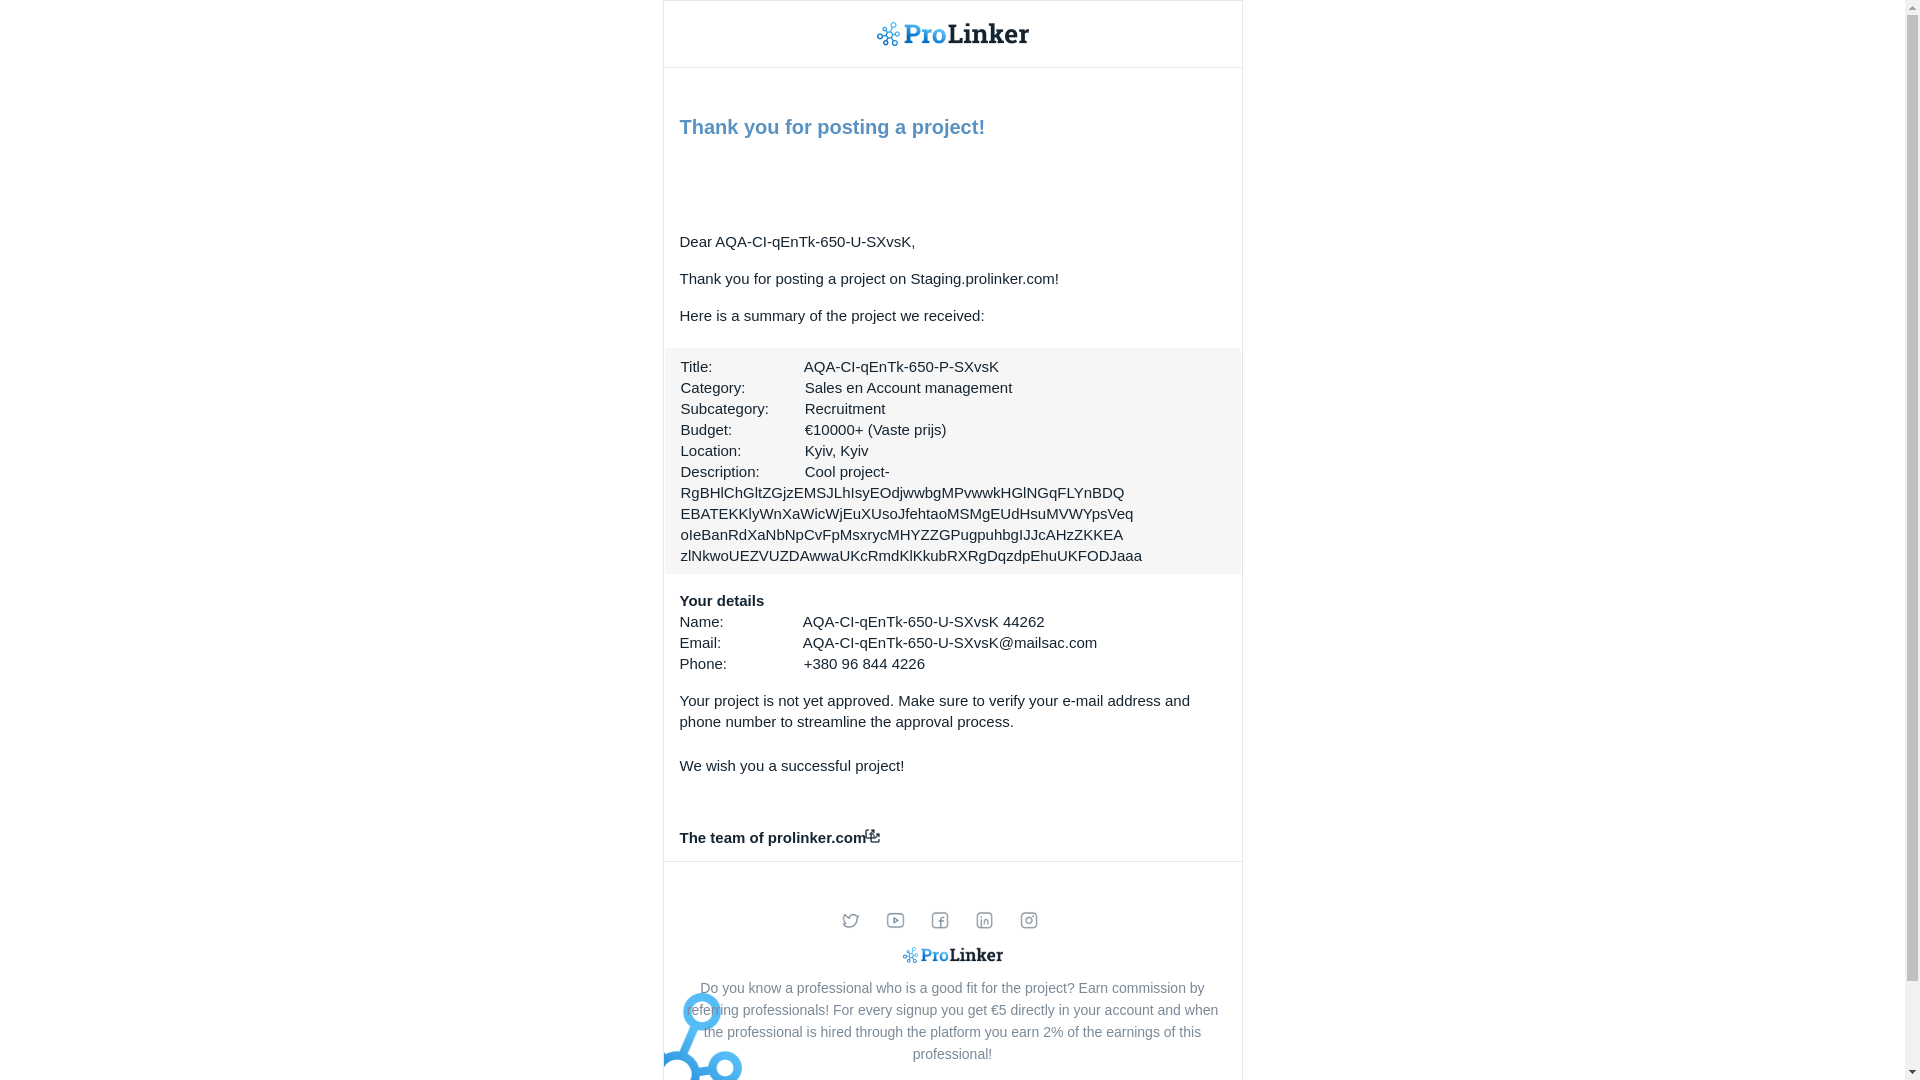 ProLinker
Thank you for posting a project!
Dear AQA-CI-qEnTk-650-U-SXvsK,
Thank you for posting a project on Staging.prolinker.com!
Here is a summary of the project we received:
Title: AQA-CI-qEnTk-650-P-SXvsK
Category: Sales en Account management
Subcategory: Recruitment
Budget: €10000+ (Vaste prijs)
Location: Kyiv, Kyiv
Description: Cool project-
RgBHlChGltZGjzEMSJLhIsyEOdjwwbgMPvwwkHGlNGqFLYnBDQ
EBATEKKlyWnXaWicWjEuXUsoJfehtaoMSMgEUdHsuMVWYpsVeq
oIeBanRdXaNbNpCvFpMsxrycMHYZZGPugpuhbgIJJcAHzZKKEA
zlNkwoUEZVUZDAwwaUKcRmdKlKkubRXRgDqzdpEhuUKFODJaaa
Your details
Name: AQA-CI-qEnTk-650-U-SXvsK 44262
Email: AQA-CI-qEnTk-650-U-SXvsK@mailsac.com
Phone: +380 96 844 4226
Your project is not yet approved. Make sure to verify your e-mail address and
phone number to streamline the approval process.
We wish you a successful project!
The team of prolinker.com
ProLinker
Do you know a professional who is a good fit for the project? Earn commission by
referring professionals! For every signup you get €5 directly in your account and when
the professional is hired through the platform you earn 2% of the earnings of this
professional!